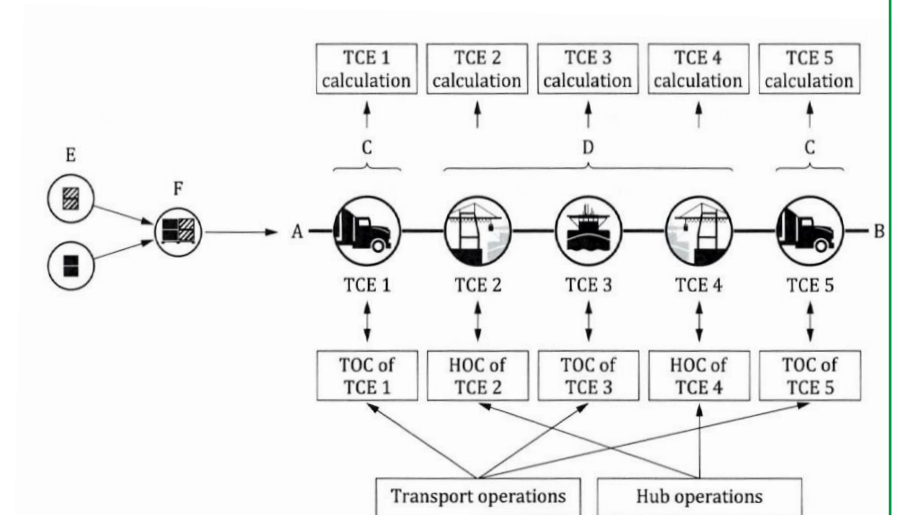 TCE 1 calculation
TCE 2 calculation
TCE 3 calculation
TCE 4 calculation
TCE 5 calculation
C
D
C
E
F
A
B
TCE 1
TCE 2
TCE 3
TCE 4
TCE 5
TOC of TCE 1
HOC of TCE 2
TOC of TCE 3
HOC of TCE 4
TOC of TCE 5
Transport operations
Hub operations